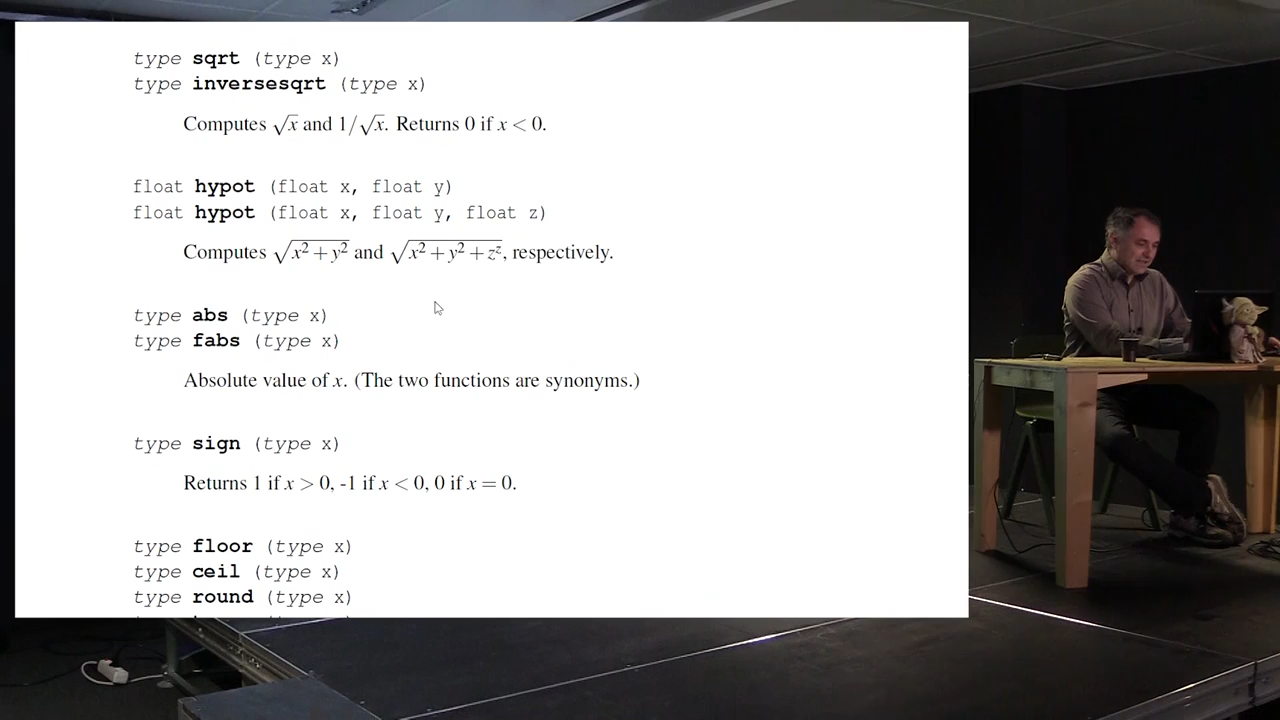 type sqrt (type x)
type inversesqrt (type x)
Computes √x and 1/√x. Returns 0 if x < 0.
float hypot (float x, float y)
float hypot (float x, float y, float z)
Computes √x² + y² and √x² + y² + zᶻ, respectively.
type abs (type x)
type fabs (type x)
Absolute value of x. (The two functions are synonyms.)
type sign (type x)
Returns 1 if x > 0, -1 if x < 0, 0 if x = 0.
type floor (type x)
type ceil (type x)
type round (type x)